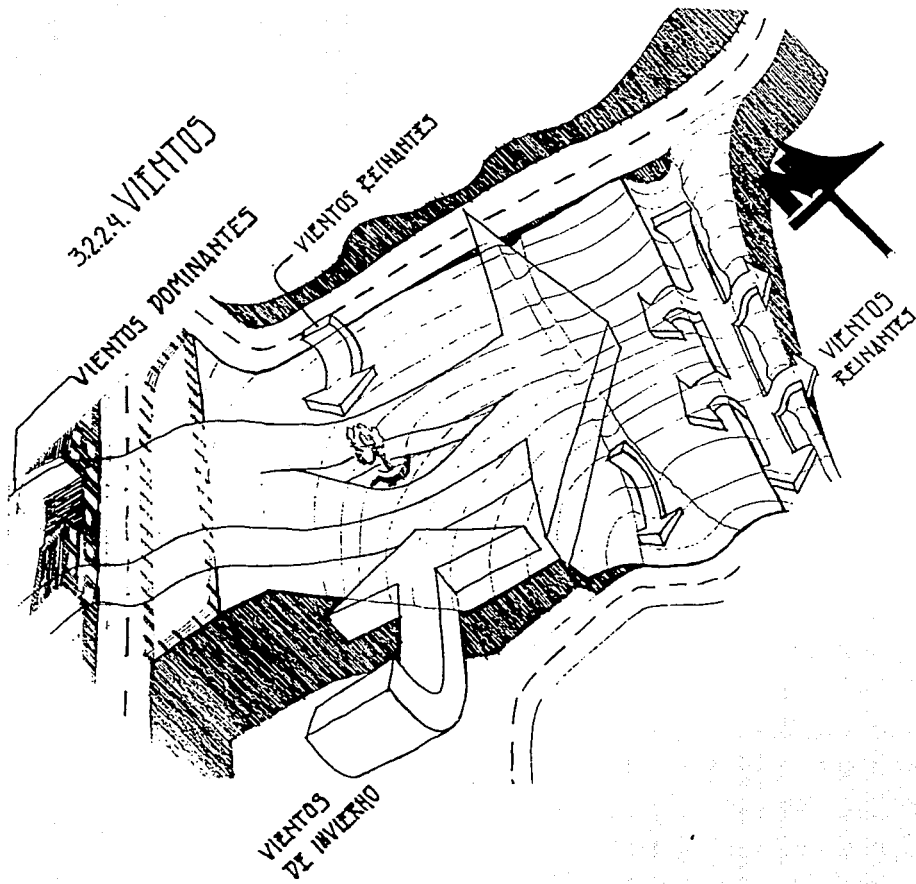 3.2.2.4. VIENTOS
VIENTOS DOMINANTES
VIENTOS REINANTES
VIENTOS
REINANTES
VIENTOS
DE INVIERNO